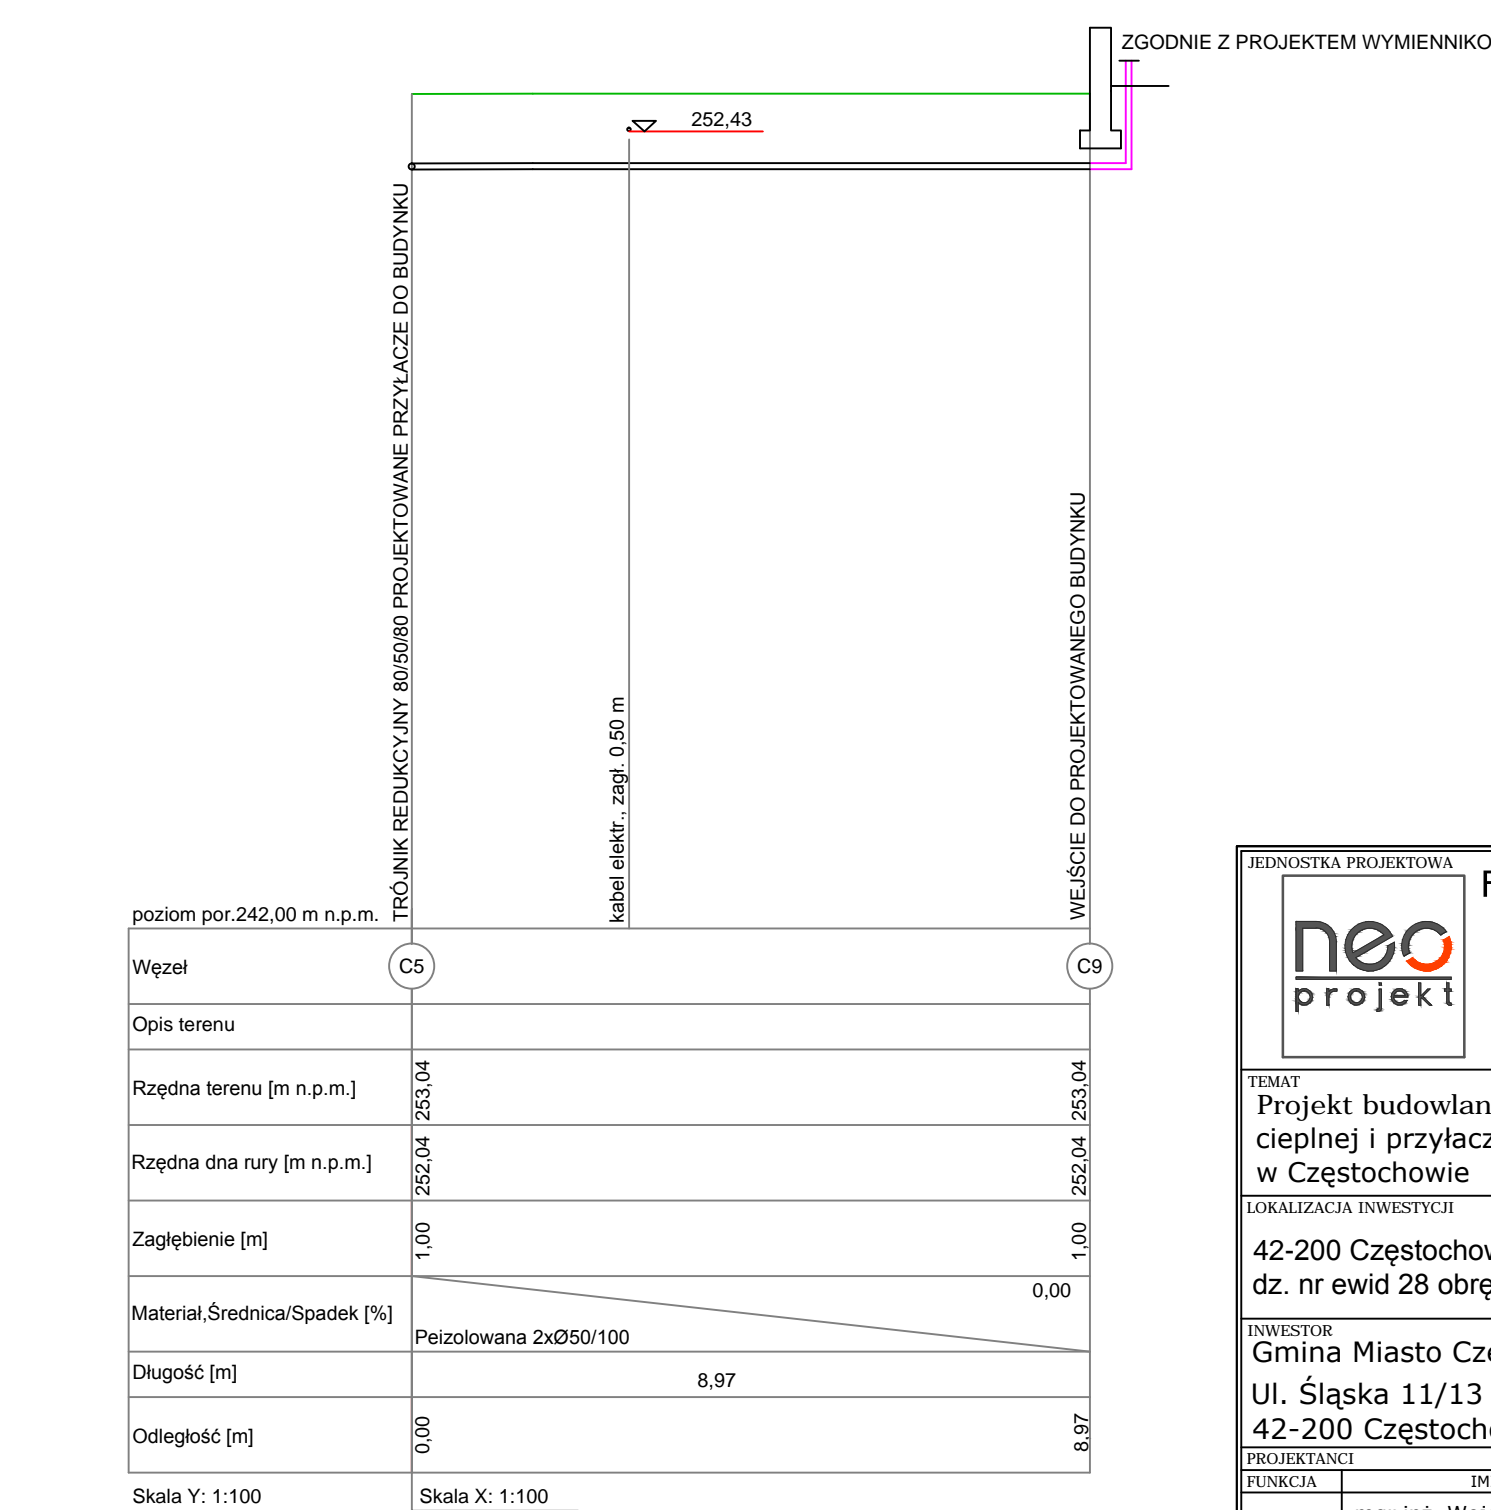 ZGODNIE Z PROJEKTEM WYMIENNIKO
252,43
TRÓJNIK REDUKCYJNY 80/50/80 PROJEKTOWANE PRZYŁACZE DO BUDYNKU
kabel elektr., zagł. 0,50 m
WEJŚCIE DO PROJEKTOWANEGO BUDYNKU
poziom por.242,00 m n.p.m.
Węzeł C5 C9
Opis terenu
Rzędna terenu [m n.p.m.] 253,04 253,04
Rzędna dna rury [m n.p.m.] 252,04 252,04
Zagłębienie [m] 1,00 1,00
Materiał,Średnica/Spadek [%] Peizolowana 2xØ50/100 0,00
Długość [m] 8,97
Odległość [m] 0,00 8.97
Skala Y: 1:100 Skala X: 1:100
JEDNOSTKA PROJEKTOWA
neo
projekt
TEMAT
Projekt budowlan
cieplnej i przyłacz
w Częstochowie
LOKALIZACJA INWESTYCJI
42-200 Częstochow
dz. nr ewid 28 obrę
INWESTOR
Gmina Miasto Czę
Ul. Śląska 11/13
42-200 Częstocho
PROJEKTANCI
FUNKCJA IM